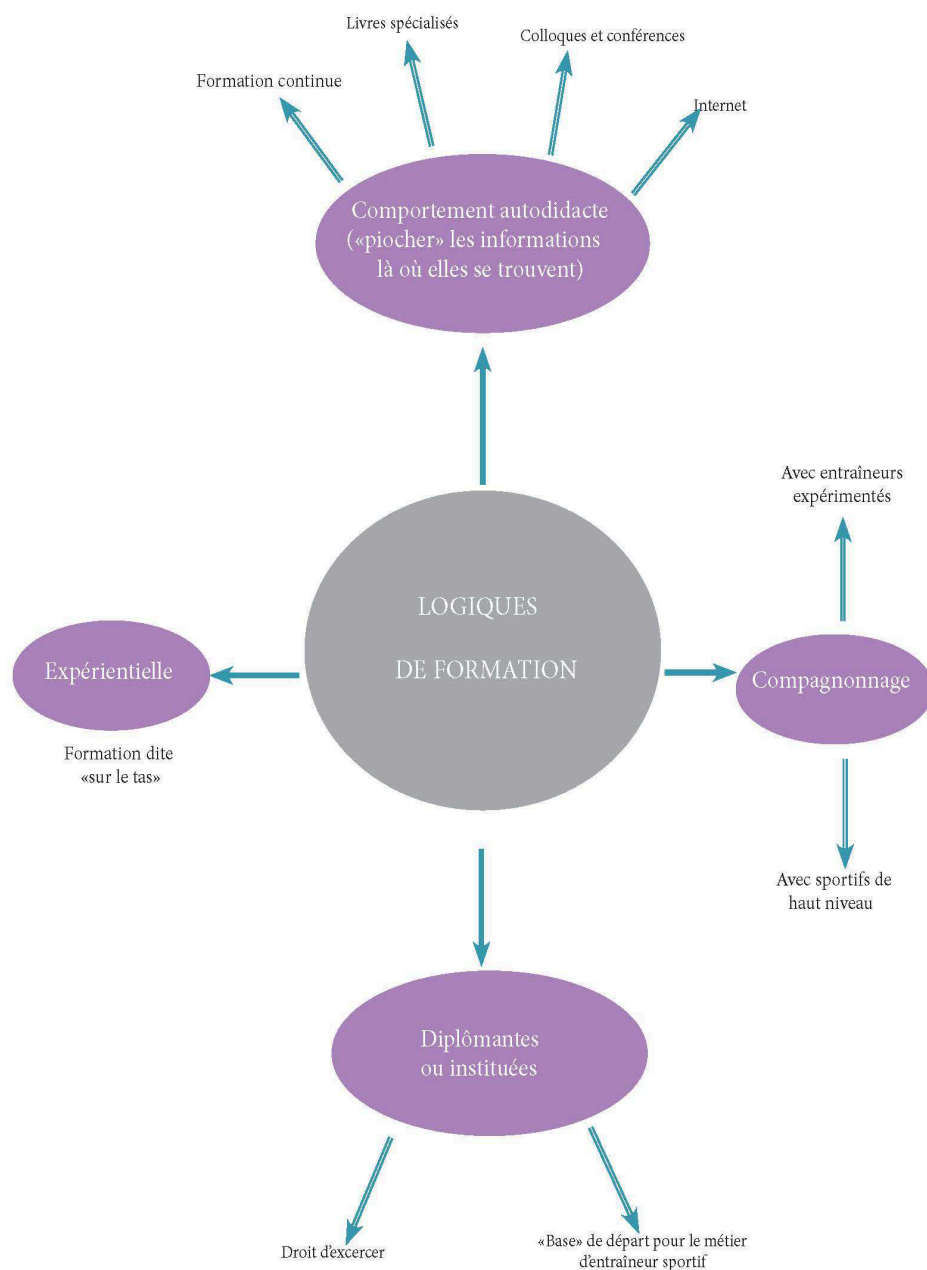 Livres spécialisés
Colloques et conférences
Formation continue
Internet
Comportement autodidacte
(«piocher» les informations
là où elles se trouvent)
Avec entraîneurs
expérimentés
LOGIQUES
DE FORMATION
Expérientielle
Compagnonnage
Formation dite
«sur le tas»
Avec sportifs de
haut niveau
Diplômantes
ou instituées
Droit d'excercer
«Base» de départ pour le métier
d'entraîneur sportif